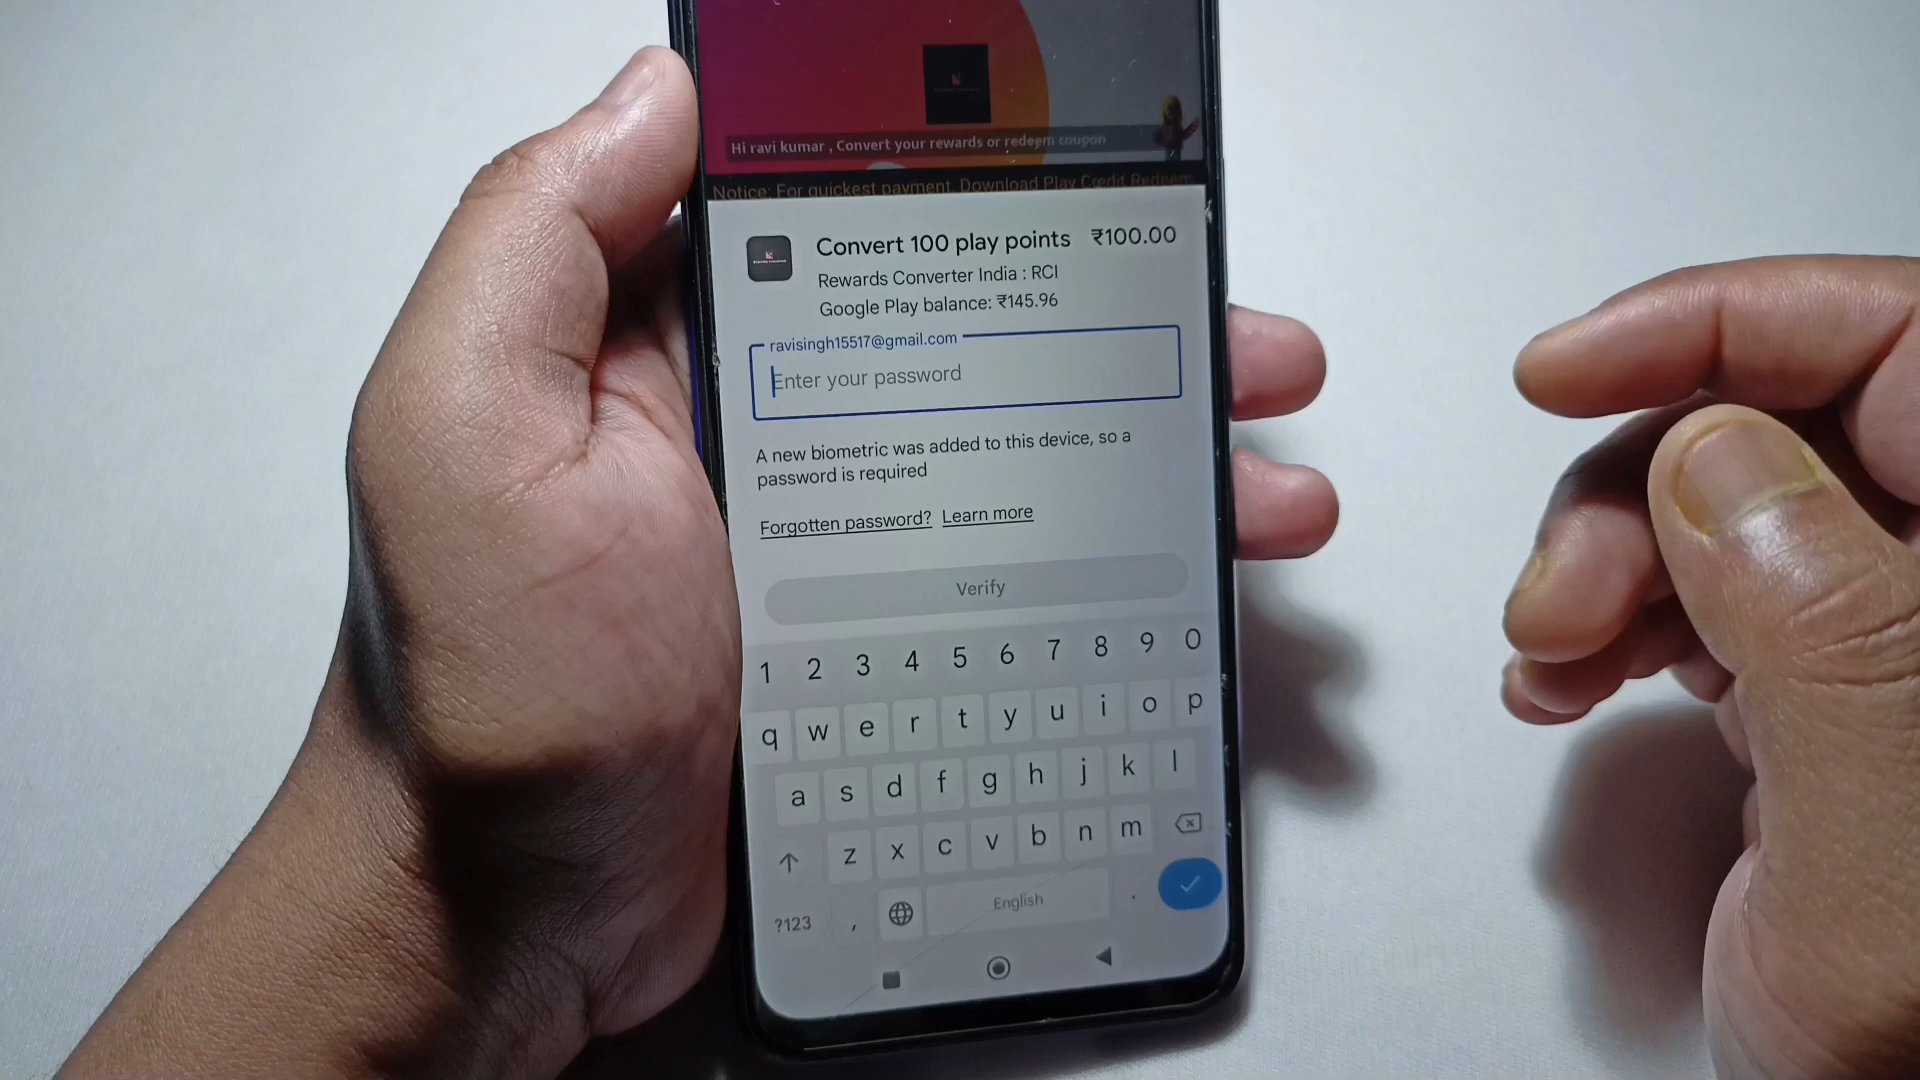 Hi ravi kumar , Convert your rewards or redeem coupon
Notice: For quickest payment, Download Play Credit Redeem
Convert 100 play points ₹100.00
Rewards Converter India : RCI
Google Play balance: ₹145.96
ravisingh15517@gmail.com
Enter your password
A new biometric was added to this device, so a
password is required
Forgotten password? Learn more
Verify
1 2 3 4 5 6 7 8 9 0
q w e r t y u i o p
a s d f g h j k l
z x c v b n m
?123 , English .